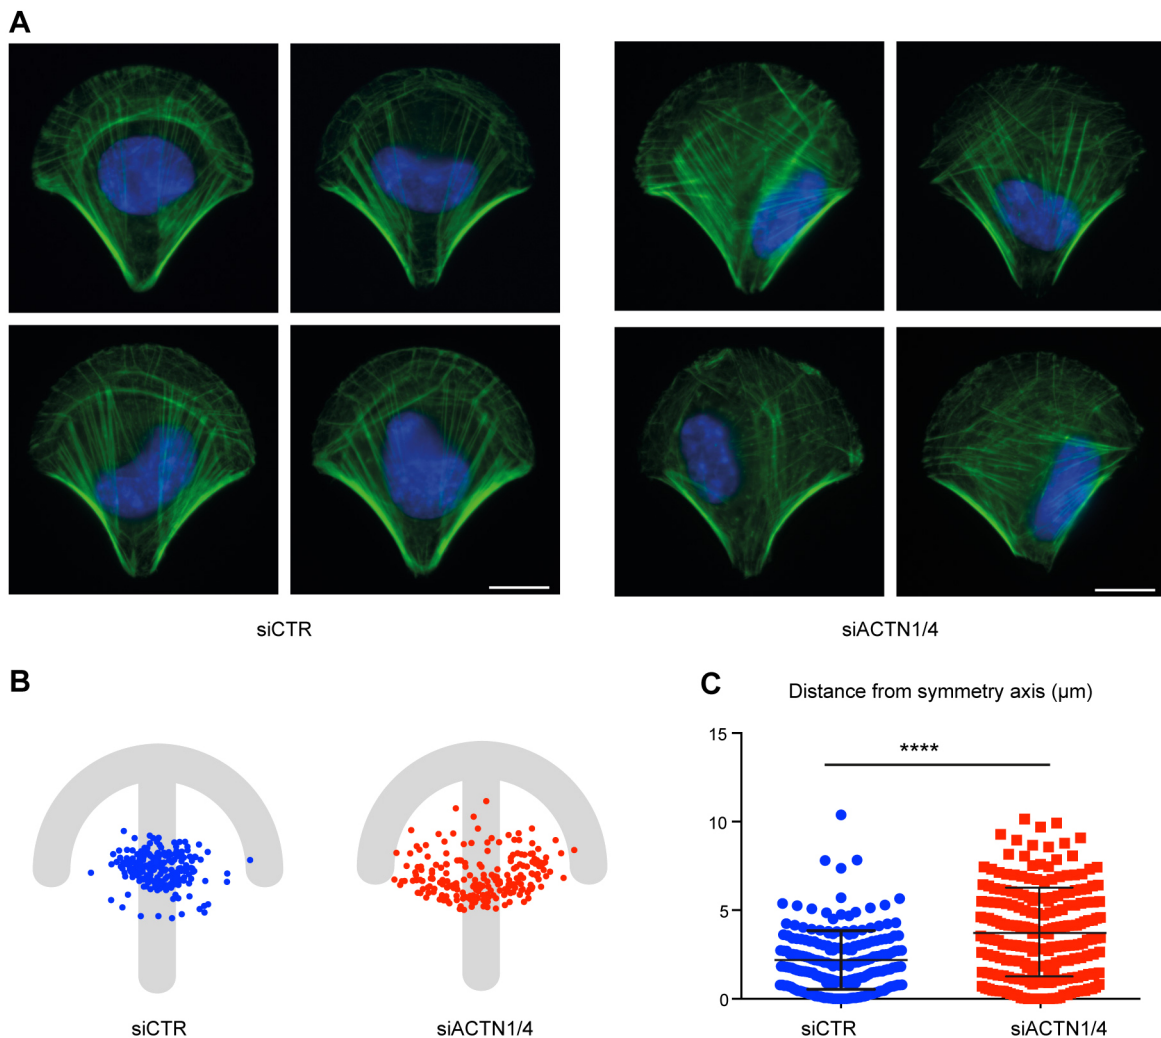 A
siCTR
siACTN1/4
B
C
Distance from symmetry axis (µm)
15
****
10
5
0
siCTR
siACTN1/4
siCTR
siACTN1/4